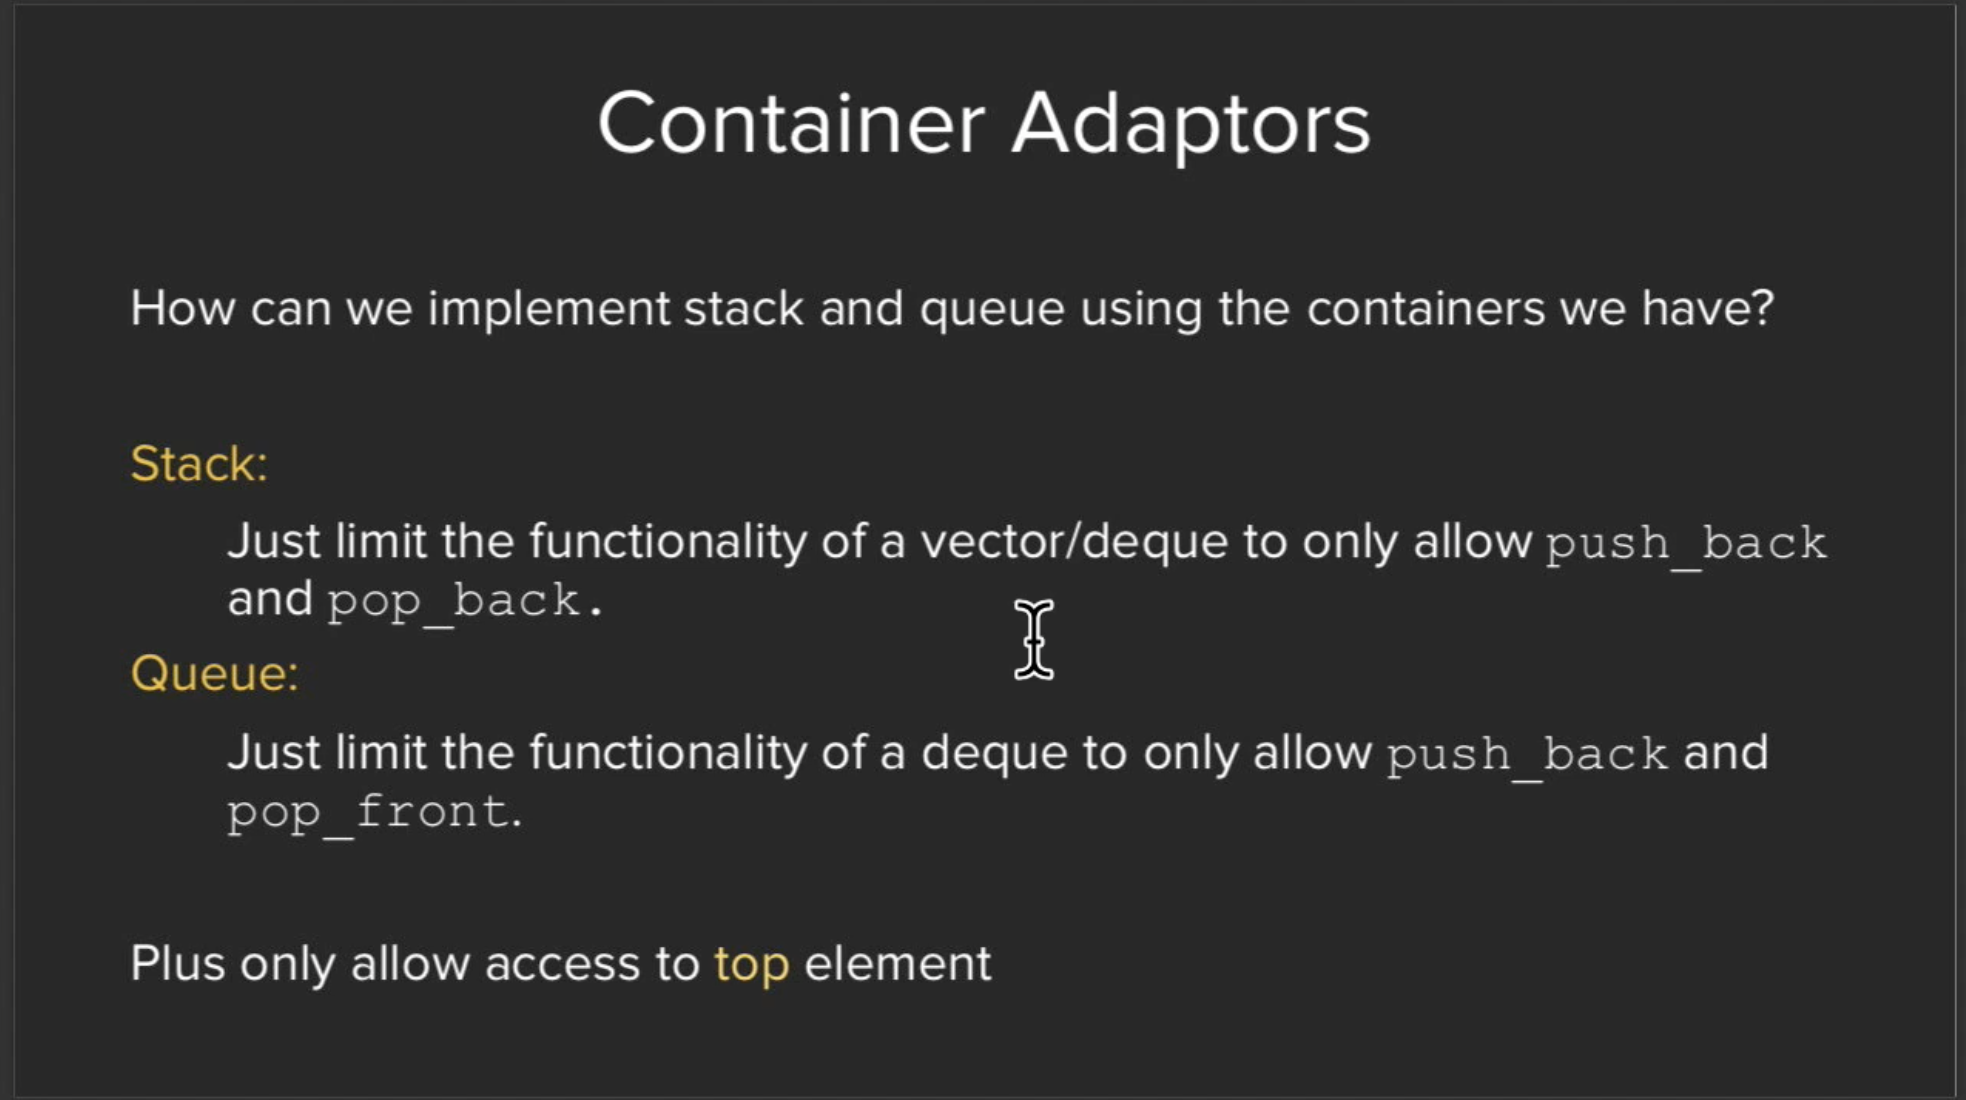 Container Adaptors
How can we implement stack and queue using the containers we have?
Stack:
Just limit the functionality of a vector/deque to only allow push_back
and pop_back.
Queue:
Just limit the functionality of a deque to only allow push_back and
pop_front.
Plus only allow access to top element